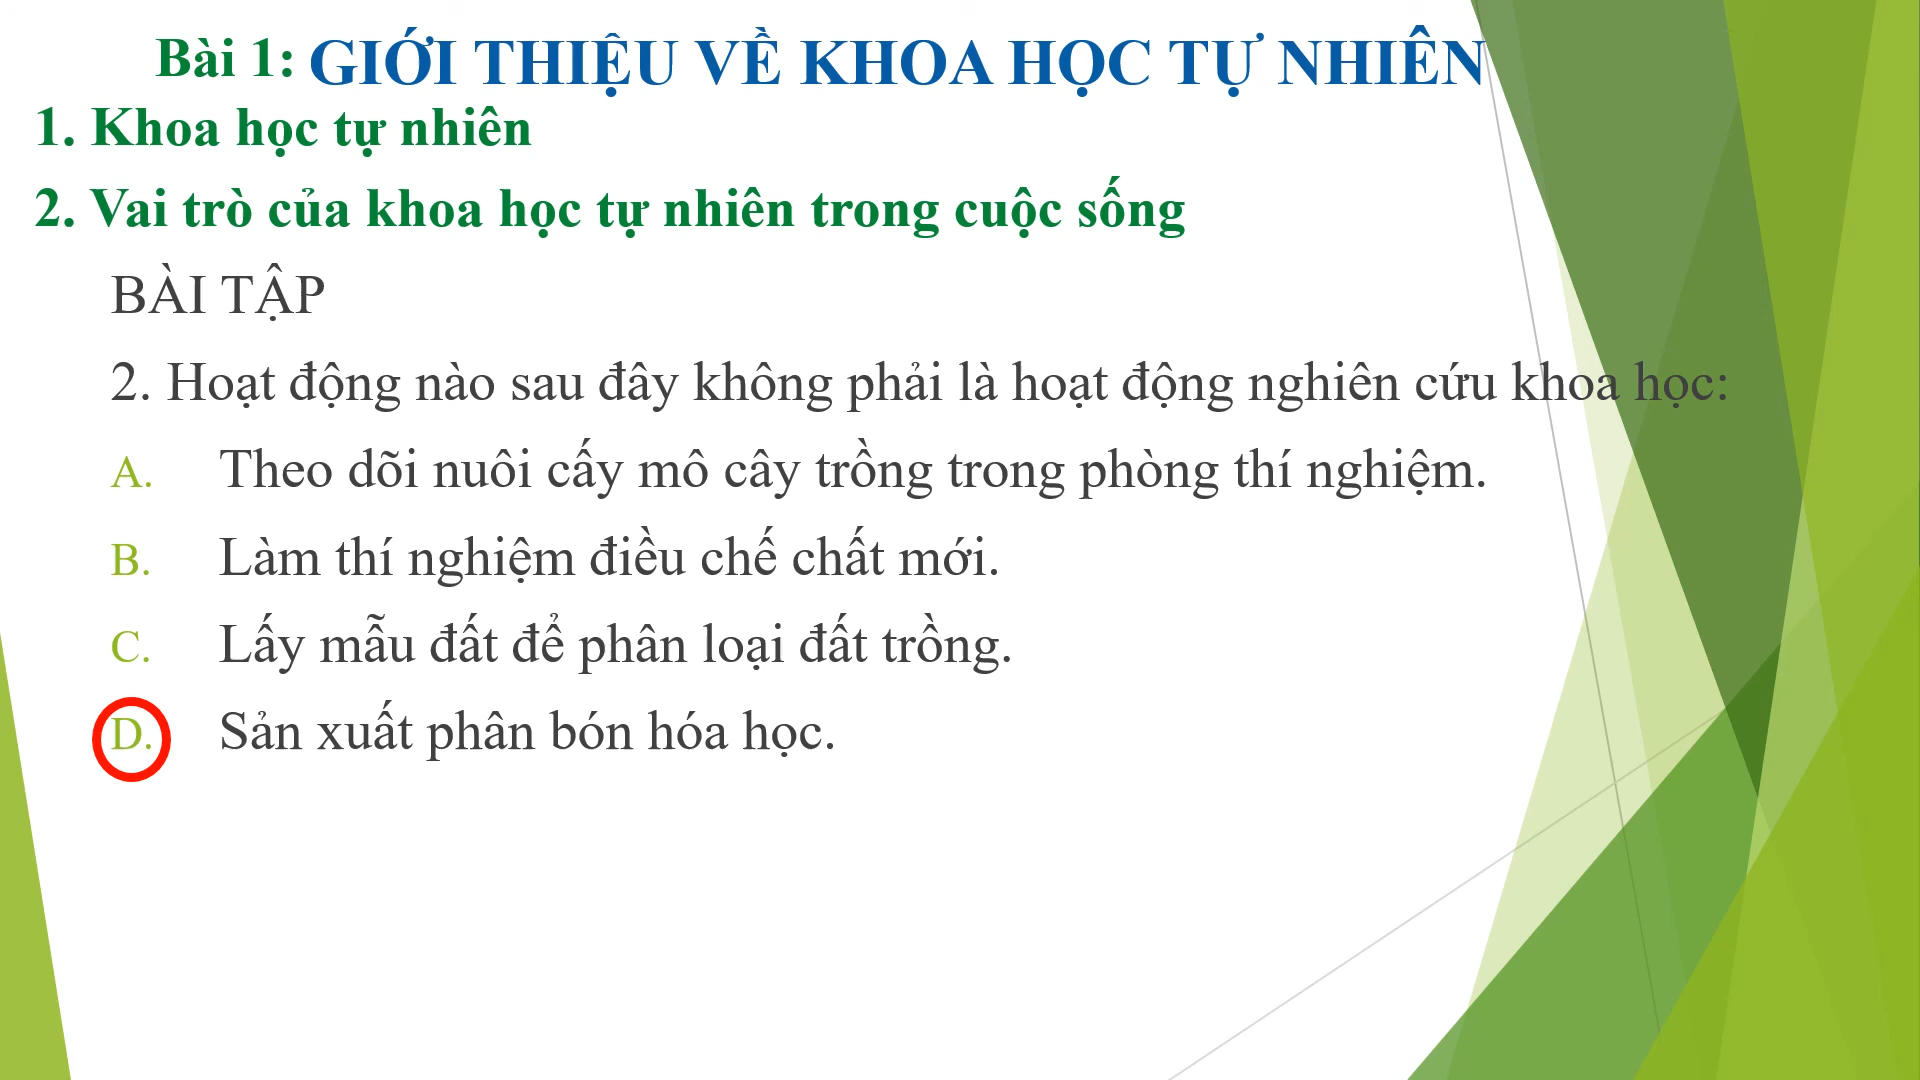 Bài 1: GIỚI THIỆU VỀ KHOA HỌC TỰ NHIÊN
1. Khoa học tự nhiên
2. Vai trò của khoa học tự nhiên trong cuộc sống
BÀI TẬP
2. Hoạt động nào sau đây không phải là hoạt động nghiên cứu khoa học:
A. Theo dõi nuôi cấy mô cây trồng trong phòng thí nghiệm.
B. Làm thí nghiệm điều chế chất mới.
C. Lấy mẫu đất để phân loại đất trồng.
D. Sản xuất phân bón hóa học.